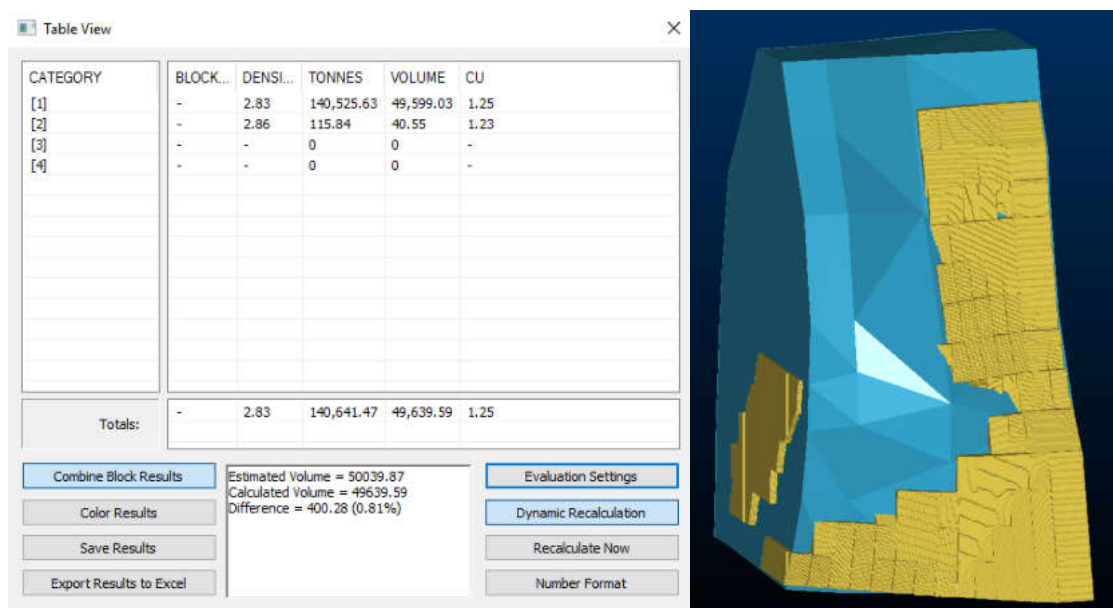 Table View
CATEGORY BLOCK... DENSI... TONNES VOLUME CU
[1] - 2.83 140,525.63 49,599.03 1.25
[2] - 2.86 115.84 40.55 1.23
[3] - - 0 0 -
[4] - - 0 0 -
Totals: - 2.83 140,641.47 49,639.59 1.25
Combine Block Results
Color Results
Save Results
Export Results to Excel
Estimated Volume = 50039.87
Calculated Volume = 49639.59
Difference = 400.28 (0.81%)
Evaluation Settings
Dynamic Recalculation
Recalculate Now
Number Format